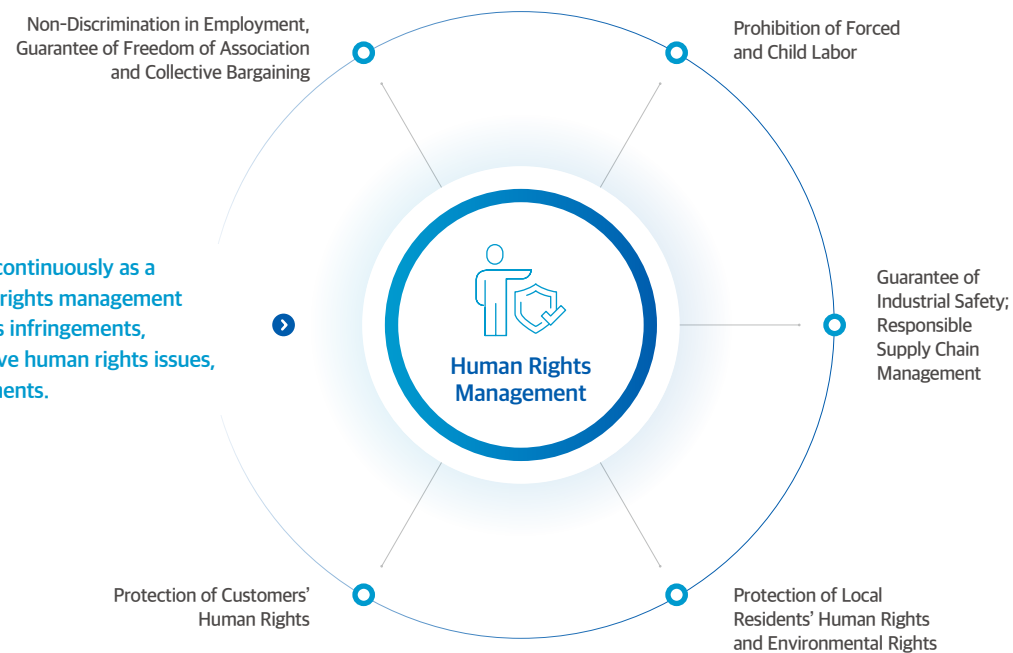 Non-Discrimination in Employment,
Guarantee of Freedom of Association
and Collective Bargaining
Prohibition of Forced
and Child Labor
continuously as a
rights management
s infringements,
ve human rights issues,
nents.
Human Rights
Management
Guarantee of
Industrial Safety;
Responsible
Supply Chain
Management
Protection of Customers’
Human Rights
Protection of Local
Residents’ Human Rights
and Environmental Rights